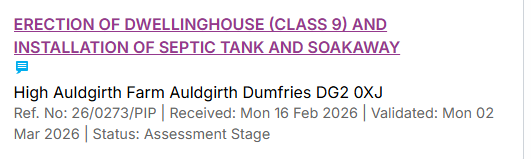 ERECTION OF DWELLINGHOUSE (CLASS 9) AND
INSTALLATION OF SEPTIC TANK AND SOAKAWAY
High Auldgirth Farm Auldgirth Dumfries DG2 0XJ
Ref. No: 26/0273/PIP | Received: Mon 16 Feb 2026 | Validated: Mon 02
Mar 2026 | Status: Assessment Stage